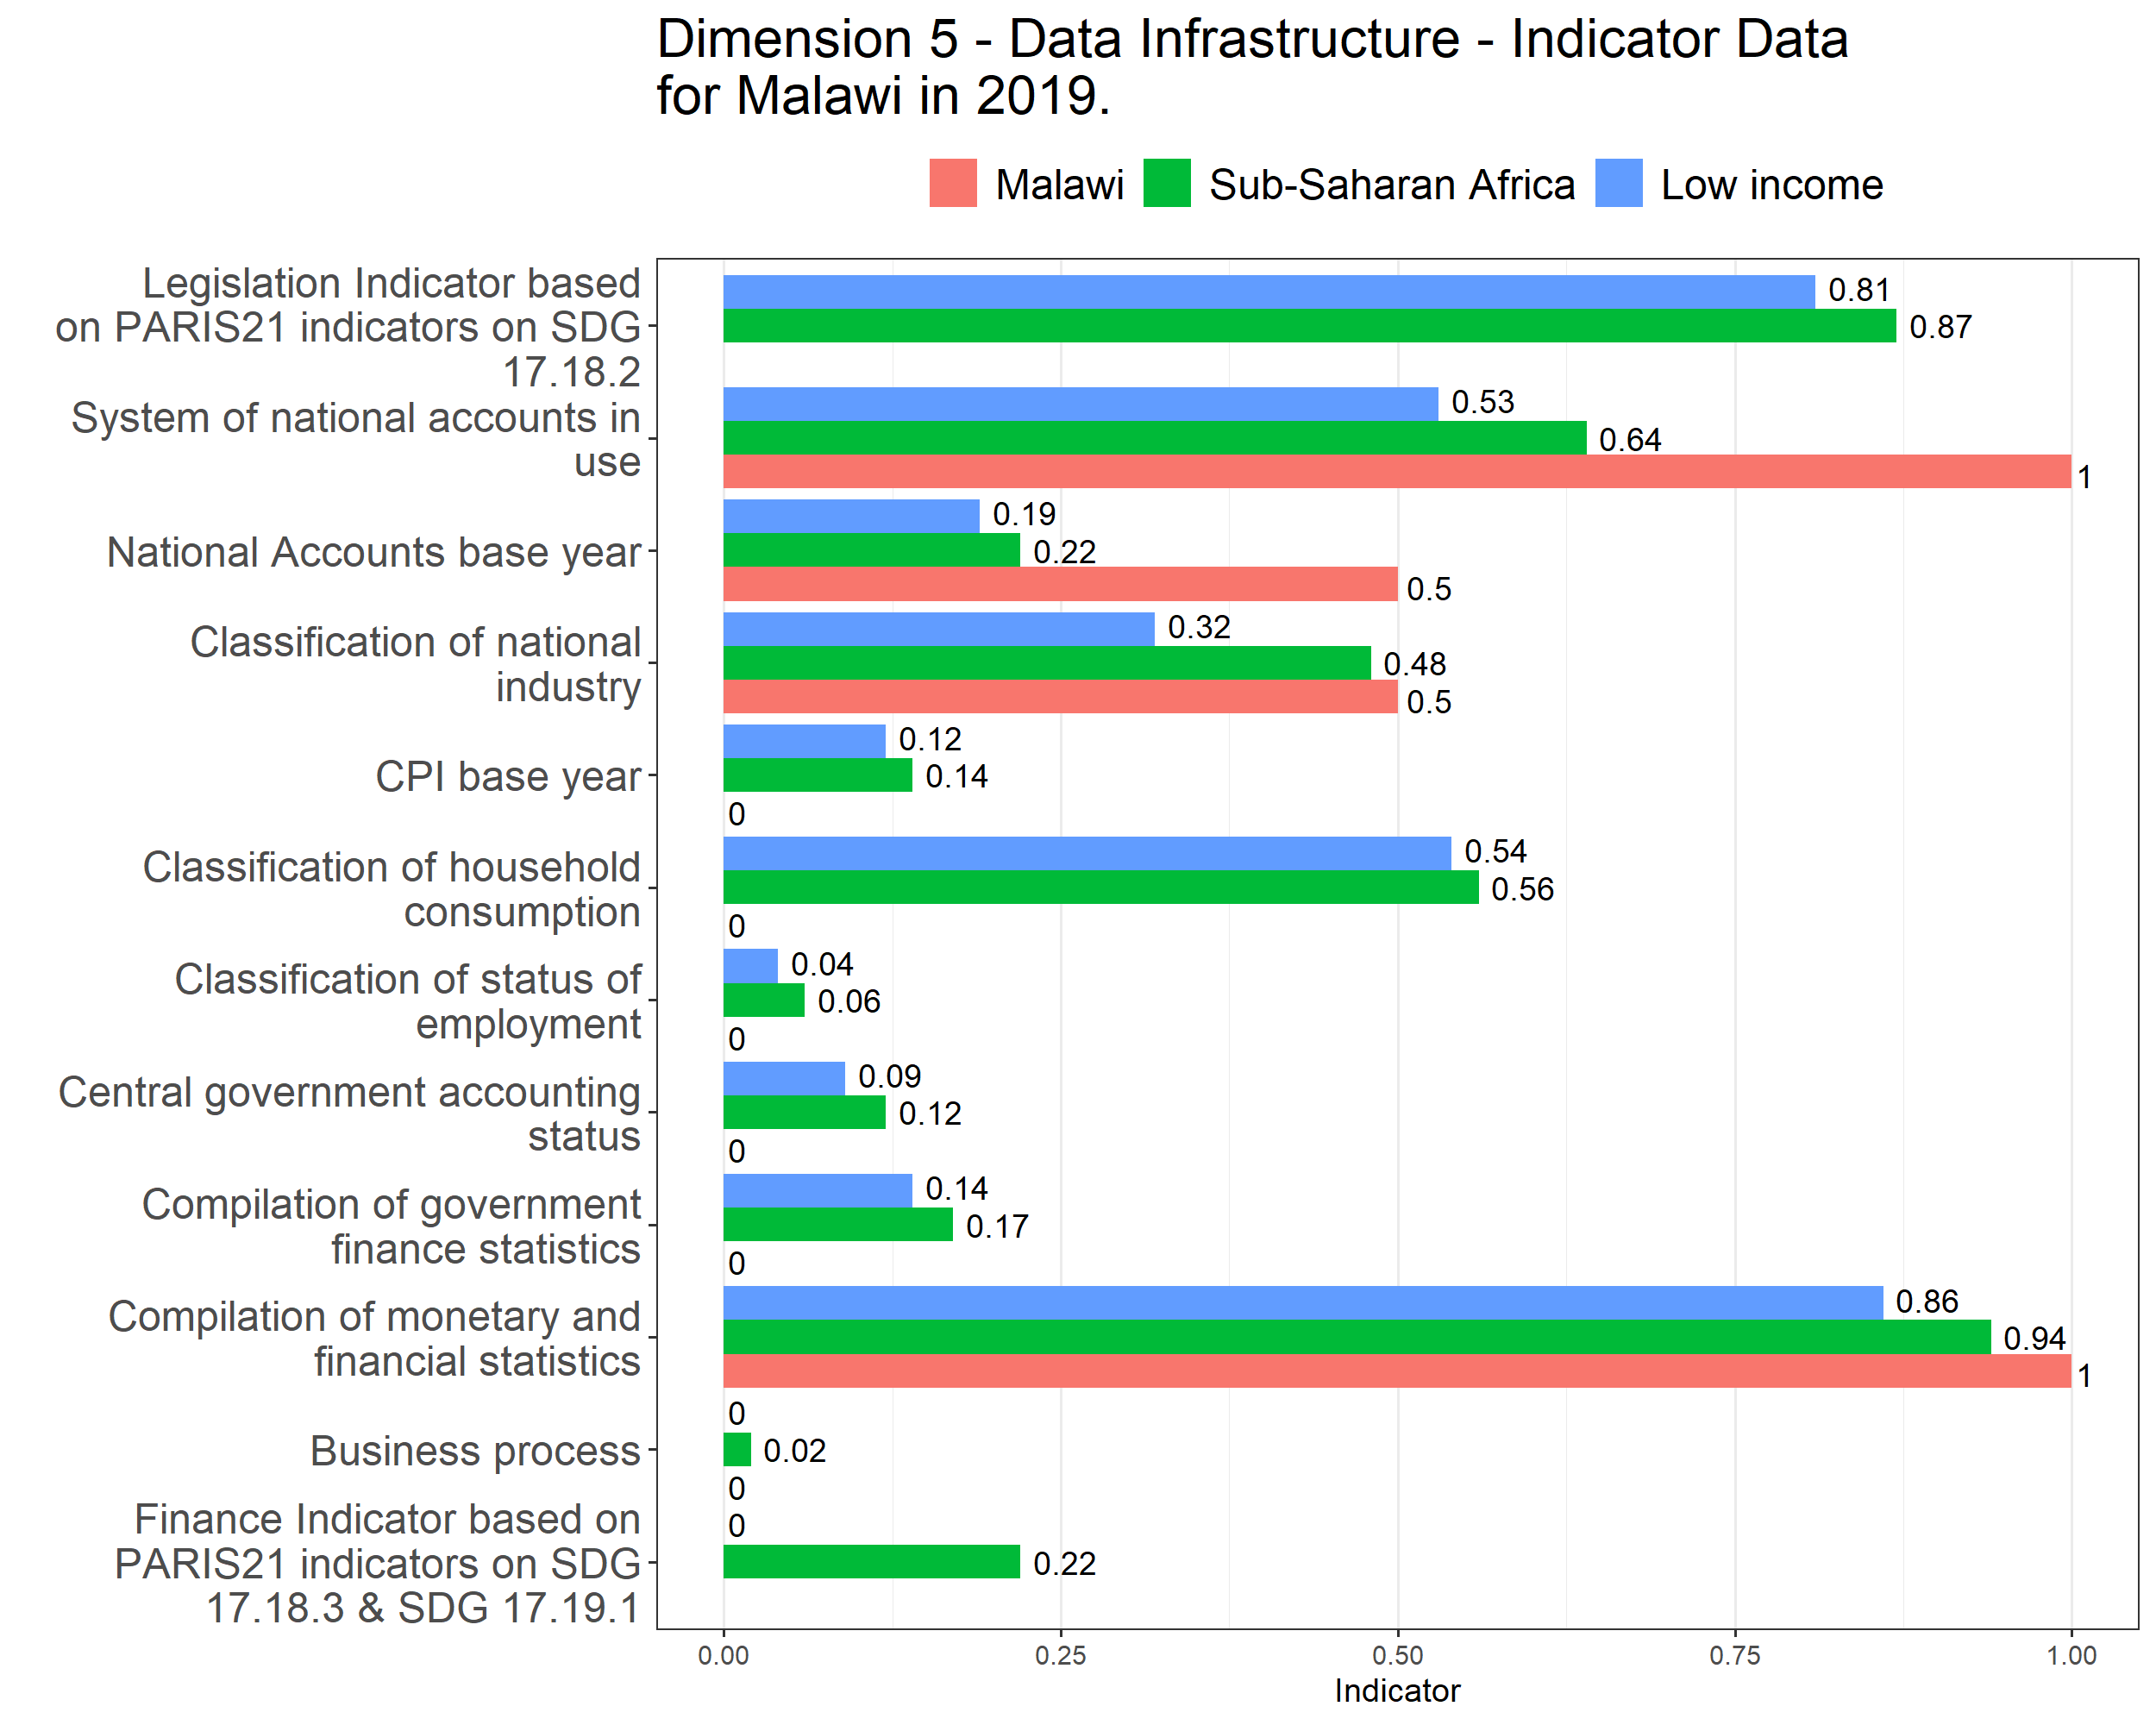 Dimension 5 - Data Infrastructure - Indicator Data
for Malawi in 2019.
Malawi Sub-Saharan Africa Low income
Legislation Indicator based
on PARIS21 indicators on SDG
17.18.2
0.81
0.87
System of national accounts in
use
0.53
0.64
1
National Accounts base year
0.19
0.22
0.5
Classification of national
industry
0.32
0.48
0.5
CPI base year
0.12
0.14
0
Classification of household
consumption
0.54
0.56
0
Classification of status of
employment
0.04
0.06
0
Central government accounting
status
0.09
0.12
0
Compilation of government
finance statistics
0.14
0.17
0
Compilation of monetary and
financial statistics
0.86
0.94
1
Business process
0
0.02
0
Finance Indicator based on
PARIS21 indicators on SDG
17.18.3 & SDG 17.19.1
0
0.22
0.00 0.25 0.50 0.75 1.00
Indicator